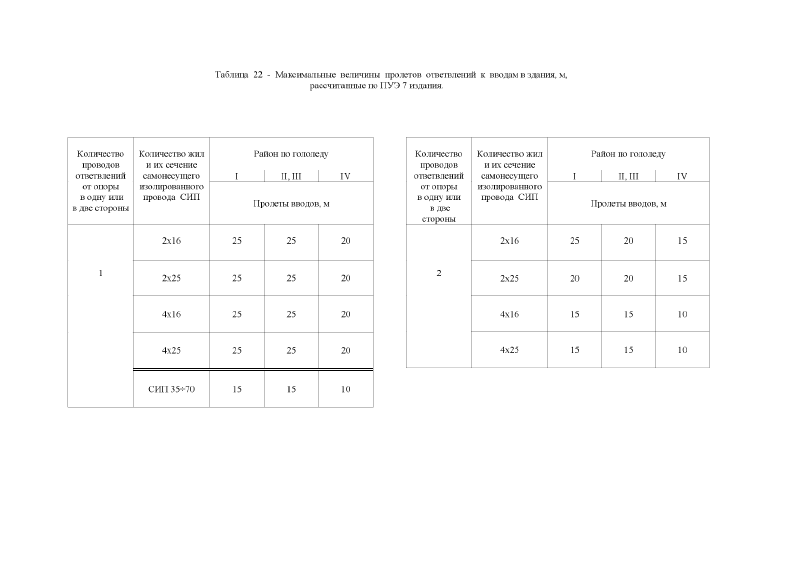 Таблица 22 - Максимальные величины пролетов ответвлений к вводам в здания, м,
рассчитанные по ПУЭ 7 издания.
Количество
проводов
ответвлений
от опоры
в одну или
в две стороны
Количество жил
и их сечение
самонесущего
изолированного
провода СИП
Район по гололеду
I II, III IV
Пролеты вводов, м
1
2х16 25 25 20
2х25 25 25 20
4х16 25 25 20
4х25 25 25 20
СИП 35÷70 15 15 10
Количество
проводов
ответвлений
от опоры
в одну или
в две
стороны
Количество жил
и их сечение
самонесущего
изолированного
провода СИП
Район по гололеду
I II, III IV
Пролеты вводов, м
2
2х16 25 20 15
2х25 20 20 15
4х16 15 15 10
4х25 15 15 10